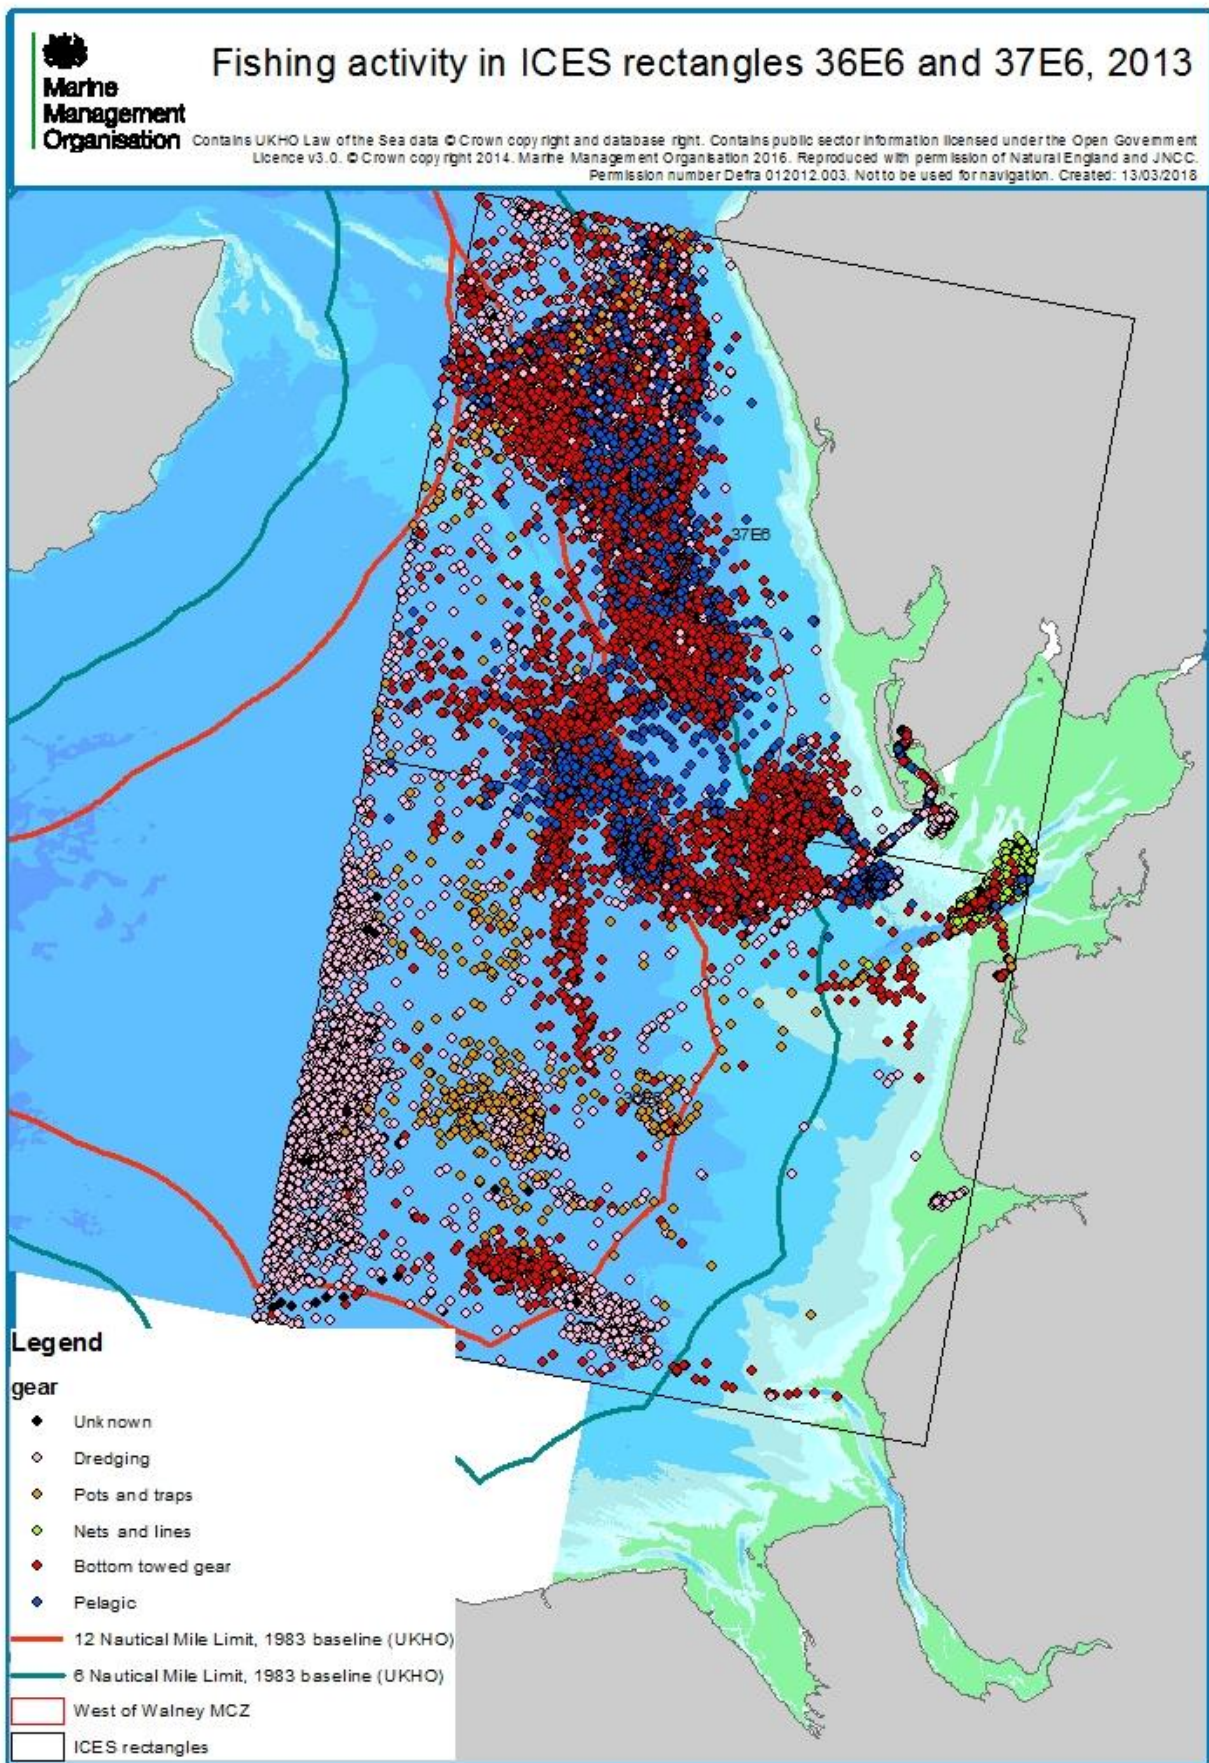 Marine
Management
Organisation
Fishing activity in ICES rectangles 36E6 and 37E6, 2013
Contains UKHO Law of the Sea data © Crown copyright and database right. Contains public sector information licensed under the Open Government
Licence v3.0. © Crown copyright 2014. Marine Management Organisation 2016. Reproduced with permission of Natural England and JNCC.
Permission number Defra 012012.003. Not to be used for navigation. Created: 13/03/2018
37E6
Legend
gear
Unknown
Dredging
Pots and traps
Nets and lines
Bottom towed gear
Pelagic
12 Nautical Mile Limit, 1983 baseline (UKHO)
6 Nautical Mile Limit, 1983 baseline (UKHO)
West of Walney MCZ
ICES rectangles